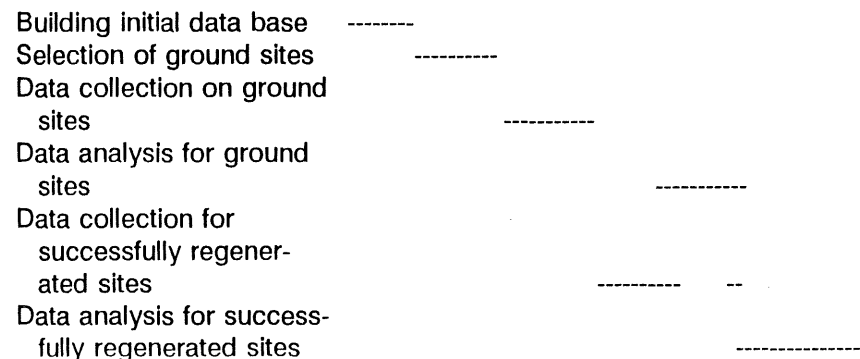 Building initial data base --------
Selection of ground sites ----------
Data collection on ground
sites -----------
Data analysis for ground
sites -----------
Data collection for
successfully regener-
ated sites ---------- --
Data analysis for success-
fully regenerated sites ---------------